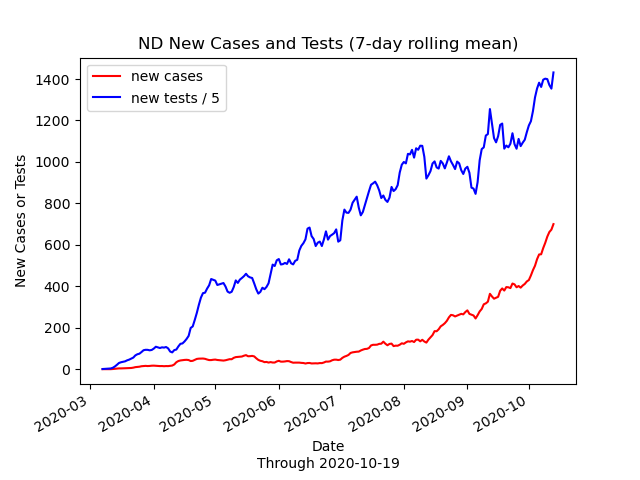 ND New Cases and Tests (7-day rolling mean)
new cases
new tests / 5
New Cases or Tests
1400
1200
1000
800
600
400
200
0
2020-03
2020-04
2020-05
2020-06
2020-07
2020-08
2020-09
2020-10
Date
Through 2020-10-19